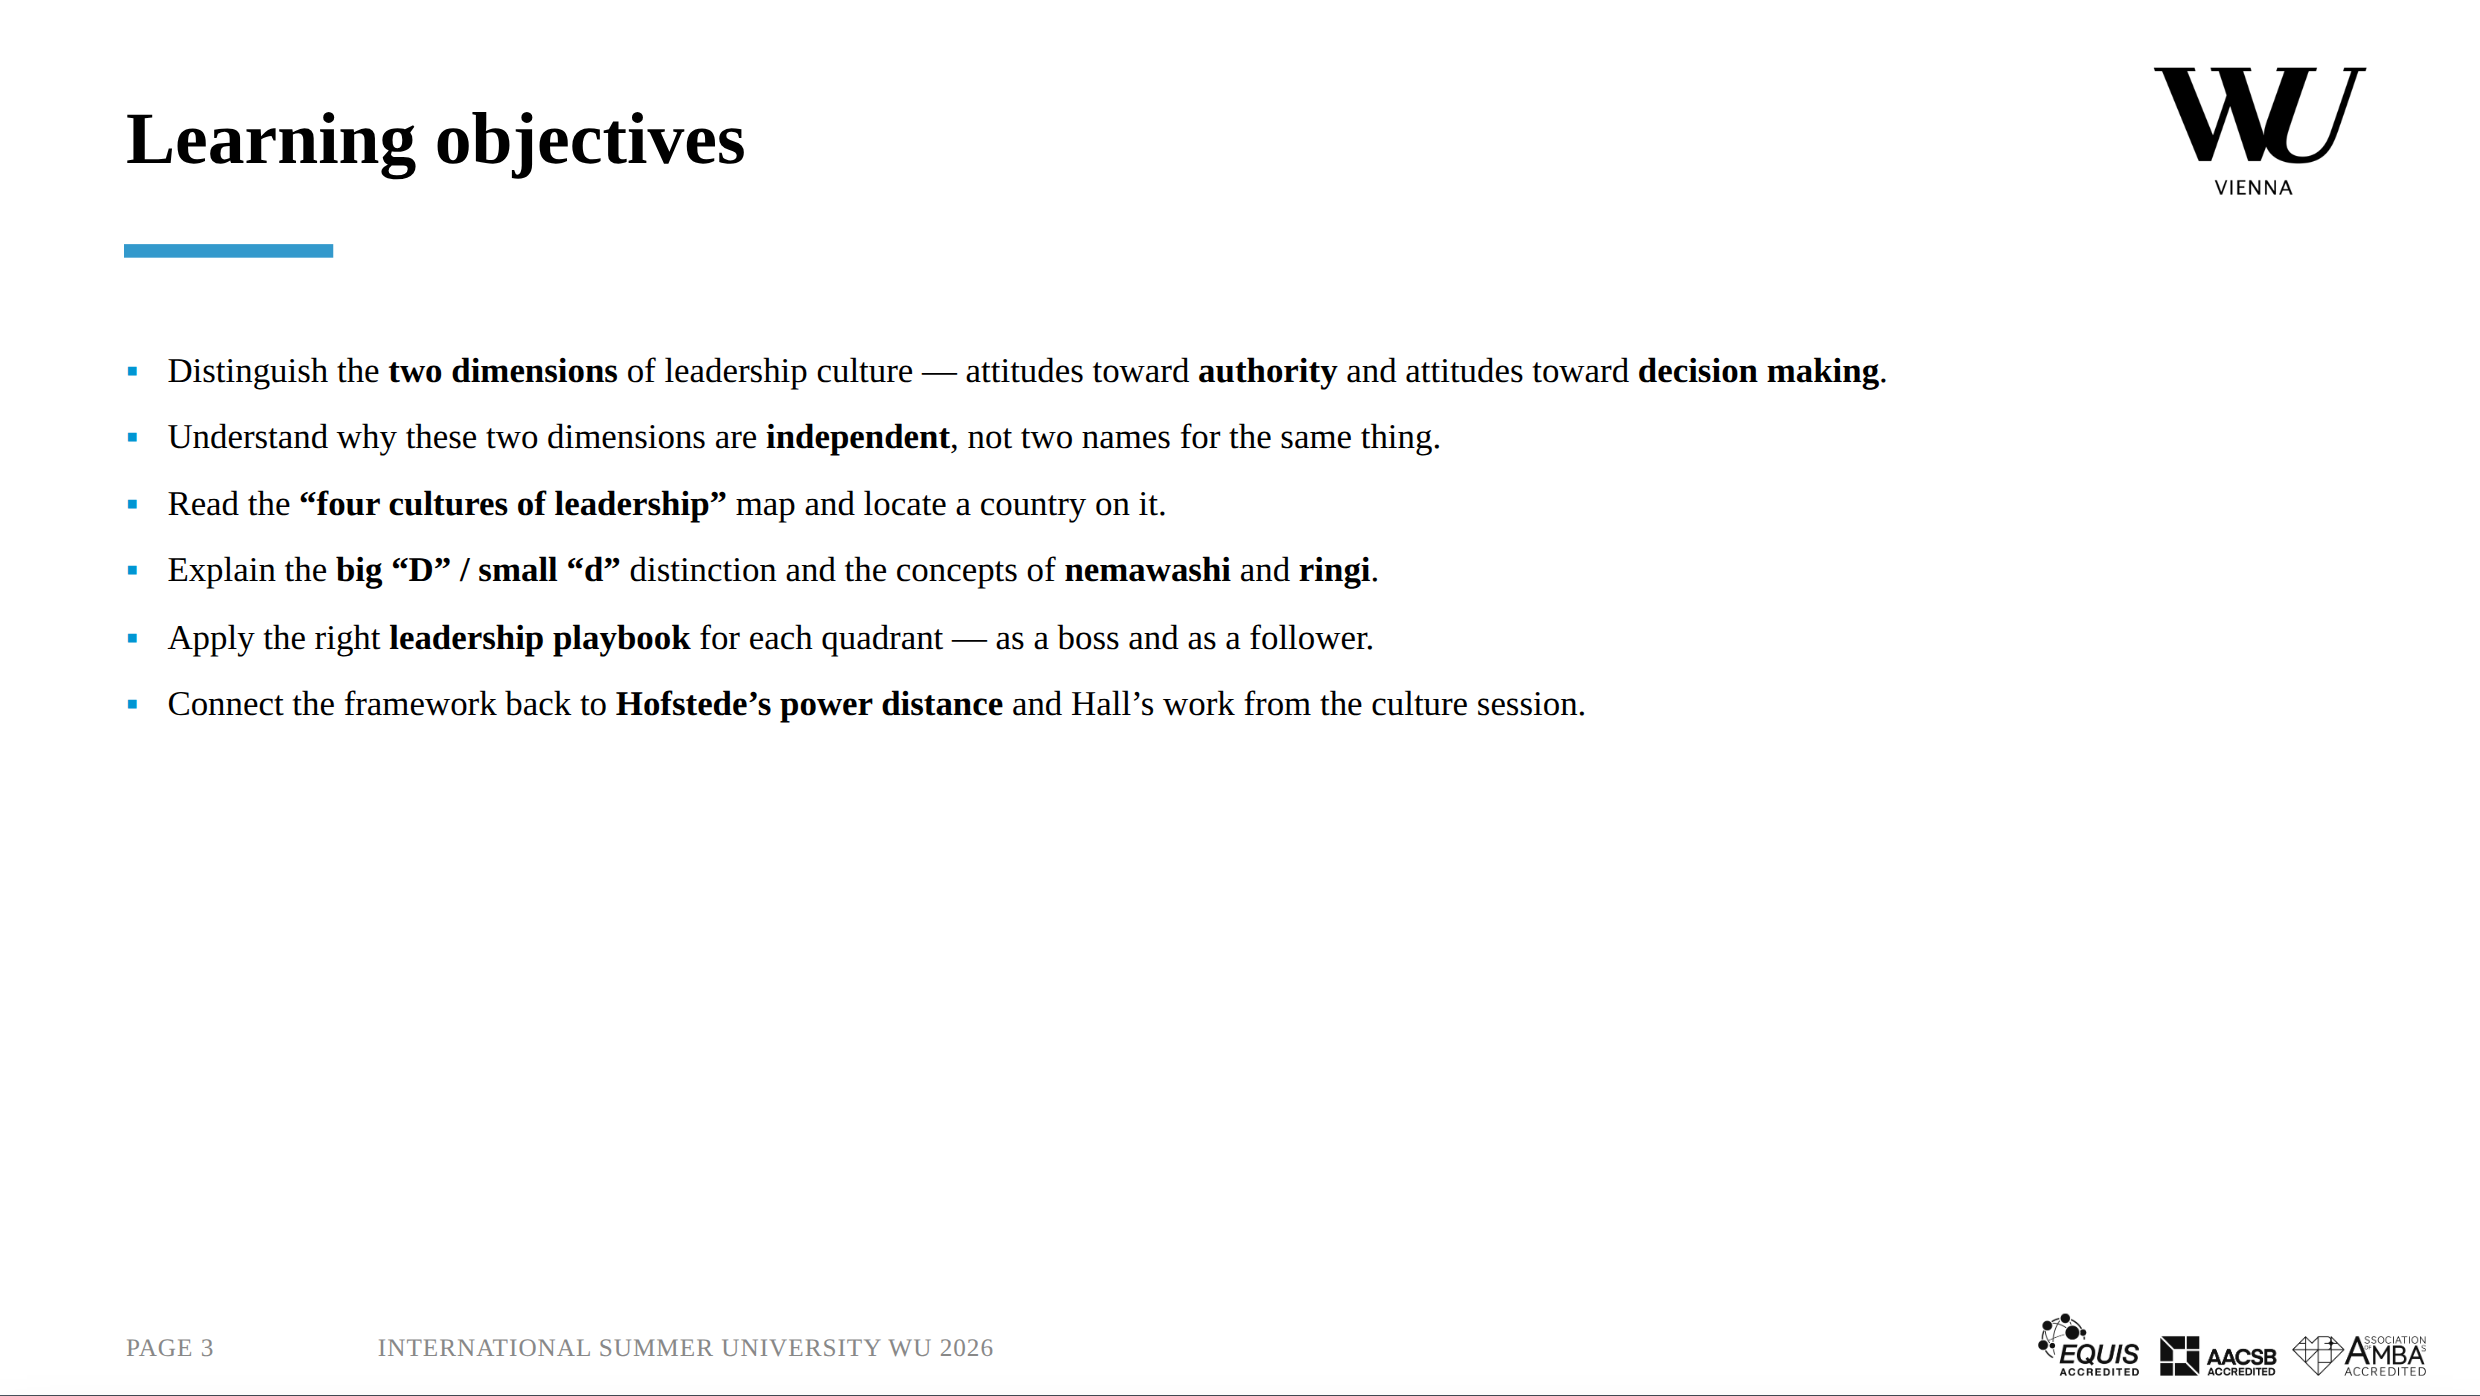 Learning objectives
WU
VIENNA
▪ Distinguish the two dimensions of leadership culture — attitudes toward authority and attitudes toward decision making.
▪ Understand why these two dimensions are independent, not two names for the same thing.
▪ Read the “four cultures of leadership” map and locate a country on it.
▪ Explain the big “D” / small “d” distinction and the concepts of nemawashi and ringi.
▪ Apply the right leadership playbook for each quadrant — as a boss and as a follower.
▪ Connect the framework back to Hofstede’s power distance and Hall’s work from the culture session.
PAGE 3 INTERNATIONAL SUMMER UNIVERSITY WU 2026
EQUIS
ACCREDITED
AACSB
ACCREDITED
ASSOCIATION
OF
AMBAS
ACCREDITED